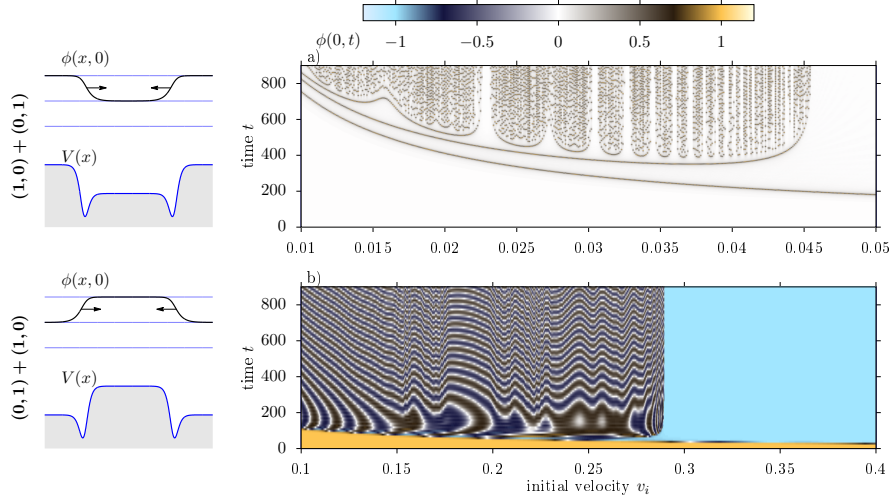 ϕ(0, t)
−1
−0.5
0
0.5
1
(1,0) + (0,1)
ϕ(x, 0)
V(x)
a)
time t
800
600
400
200
0
0.01
0.015
0.02
0.025
0.03
0.035
0.04
0.045
0.05
(0,1) + (1,0)
ϕ(x, 0)
V(x)
b)
time t
800
600
400
200
0
0.1
0.15
0.2
0.25
0.3
0.35
0.4
initial velocity v_i